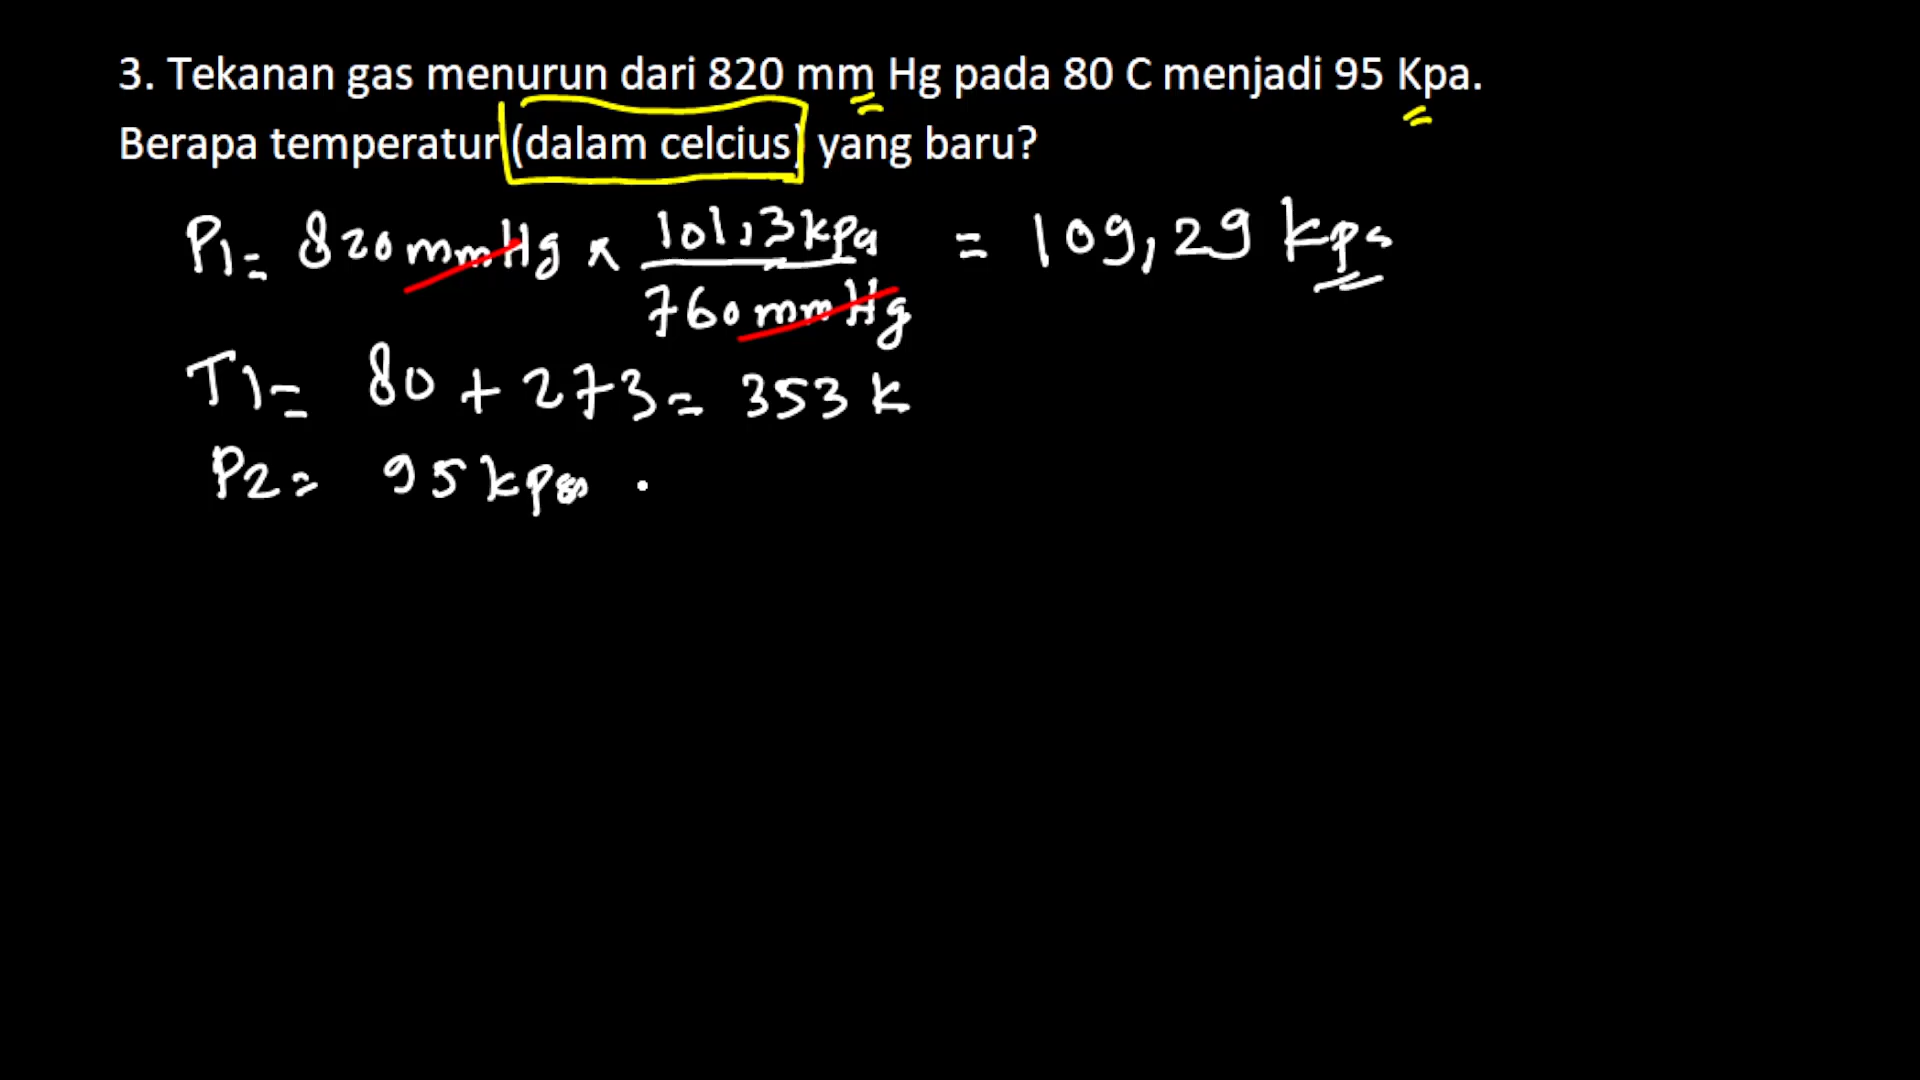 3. Tekanan gas menurun dari 820 mm Hg pada 80 C menjadi 95 Kpa.
Berapa temperatur (dalam celcius) yang baru?
P1= 820 mmHg x 101,3 kpa / 760 mmHg = 109,29 kpa
T1= 80 + 273 = 353 k
P2= 95 kpa